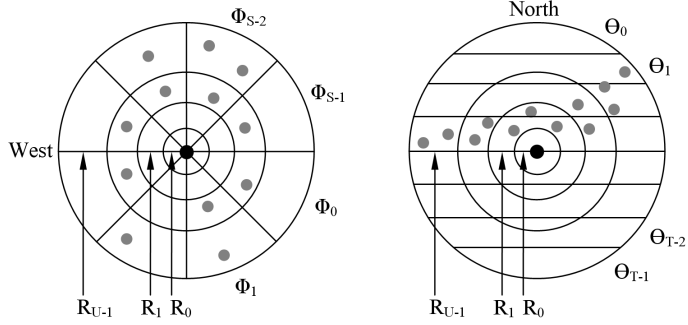 Φ_{S-2}
Φ_{S-1}
West
Φ_0
Φ_1
R_{U-1}
R_1
R_0
North
Θ_0
Θ_1
Θ_{T-2}
Θ_{T-1}
R_{U-1}
R_1
R_0